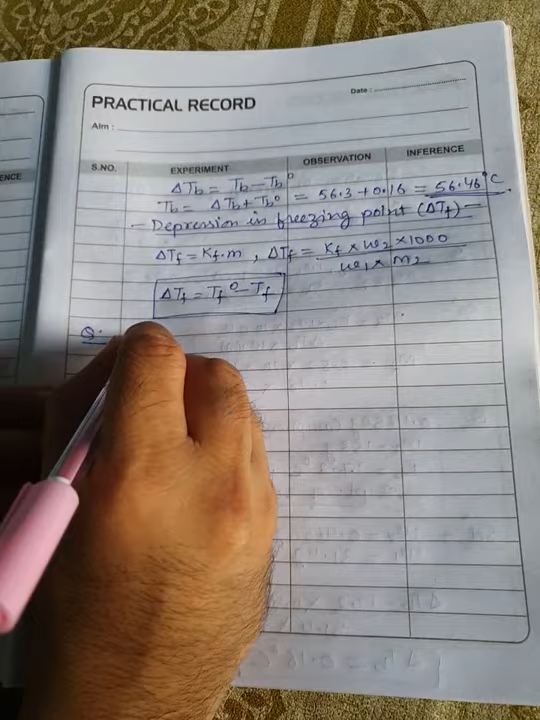 PRACTICAL RECORD
Date :
Aim :
ENCE
S.NO. EXPERIMENT OBSERVATION INFERENCE
ΔTb = Tb - Tb°
Tb = ΔTb + Tb° = 56.3 + 0.16 = 56.46°C
- Depression in freezing point (ΔTf) -
ΔTf = Kf . m , ΔTf = Kf × w2 × 1000
w1 × M2
ΔTf = Tf° - Tf
Q.